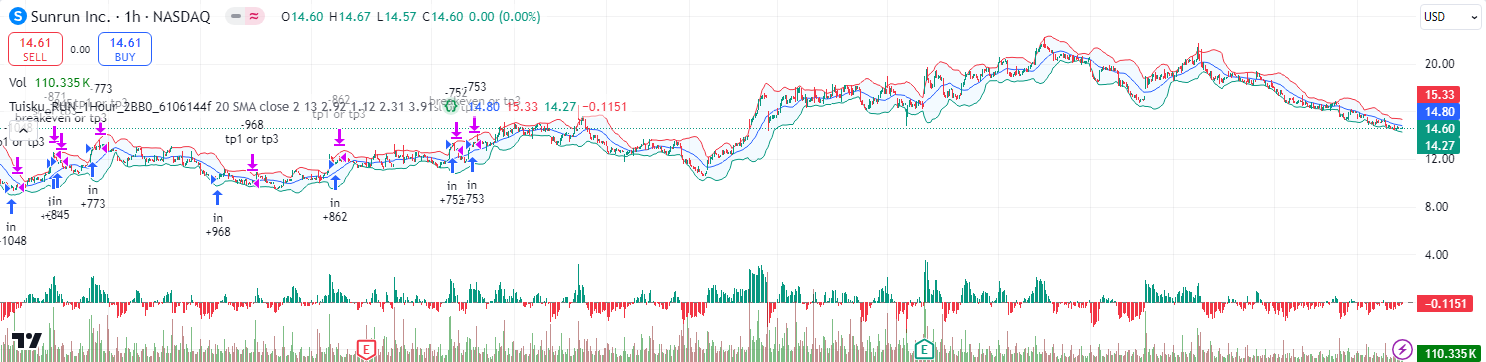 S Sunrun Inc. · 1h · NASDAQ O14.60 H14.67 L14.57 C14.60 0.00 (0.00%)
USD
14.61 SELL 0.00 14.61 BUY
Vol 110.335 K
Tuisku_RUN_1Hour_2BB0_6106144f 20 SMA close 2 13 2.97 1.12 2.31 3.91 14.80 15.33 14.27 −0.1151
-871
-773
breakeven or tp3
tp1 or tp3
-968
tp1 or tp3
-862
tp1 or tp3
-753
breakeven or tp3
in
-1048
in
+845
in
+773
in
+968
in
+862
in
+752
in
+753
20.00
15.33
14.80
14.60
14.27
12.00
8.00
4.00
−0.1151
110.335 K
E
E